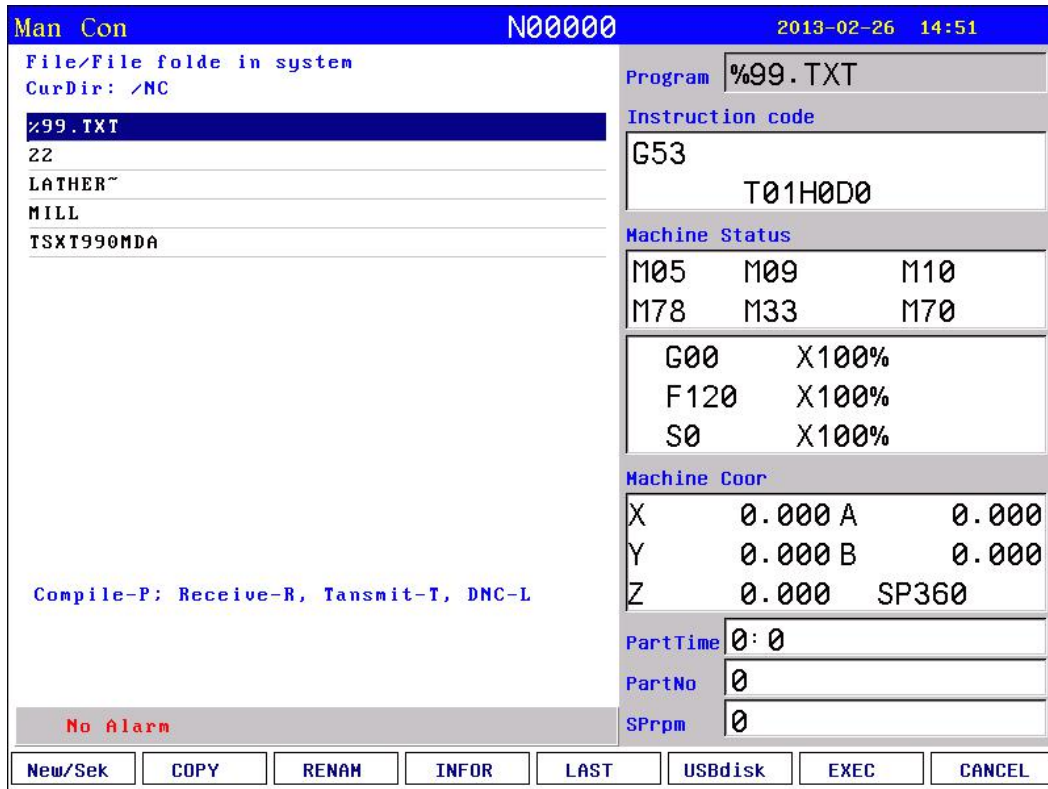 Man Con N00000 2013-02-26 14:51
File/File folde in system
CurDir: /NC
%99.TXT
22
LATHER~
MILL
TSXT990MDA
Compile-P; Receive-R, Tansmit-T, DNC-L
No Alarm
Program %99.TXT
Instruction code
G53
T01H0D0
Machine Status
M05 M09 M10
M78 M33 M70
G00 X100%
F120 X100%
S0 X100%
Machine Coor
X 0.000 A 0.000
Y 0.000 B 0.000
Z 0.000 SP360
PartTime 0: 0
PartNo 0
SPrpm 0
New/Sek COPY RENAM INFOR LAST USBdisk EXEC CANCEL